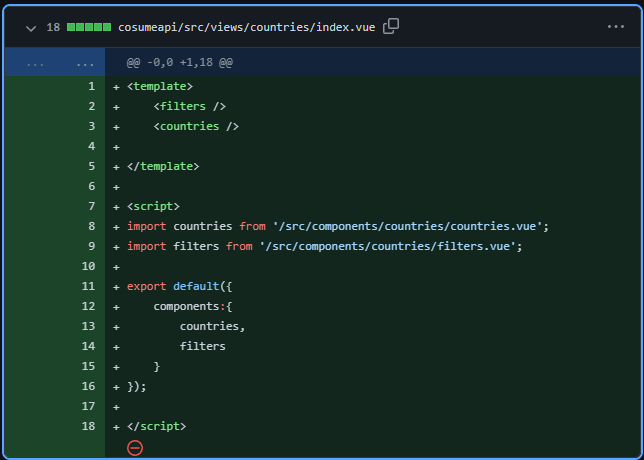 18 cosumeapi/src/views/countries/index.vue ...
... ... @@ -0,0 +1,18 @@
1 + <template>
2 +     <filters />
3 +     <countries />
4 +
5 + </template>
6 +
7 + <script>
8 + import countries from '/src/components/countries/countries.vue';
9 + import filters from '/src/components/countries/filters.vue';
10 +
11 + export default({
12 +     components:{
13 +         countries,
14 +         filters
15 +     }
16 + });
17 +
18 + </script>